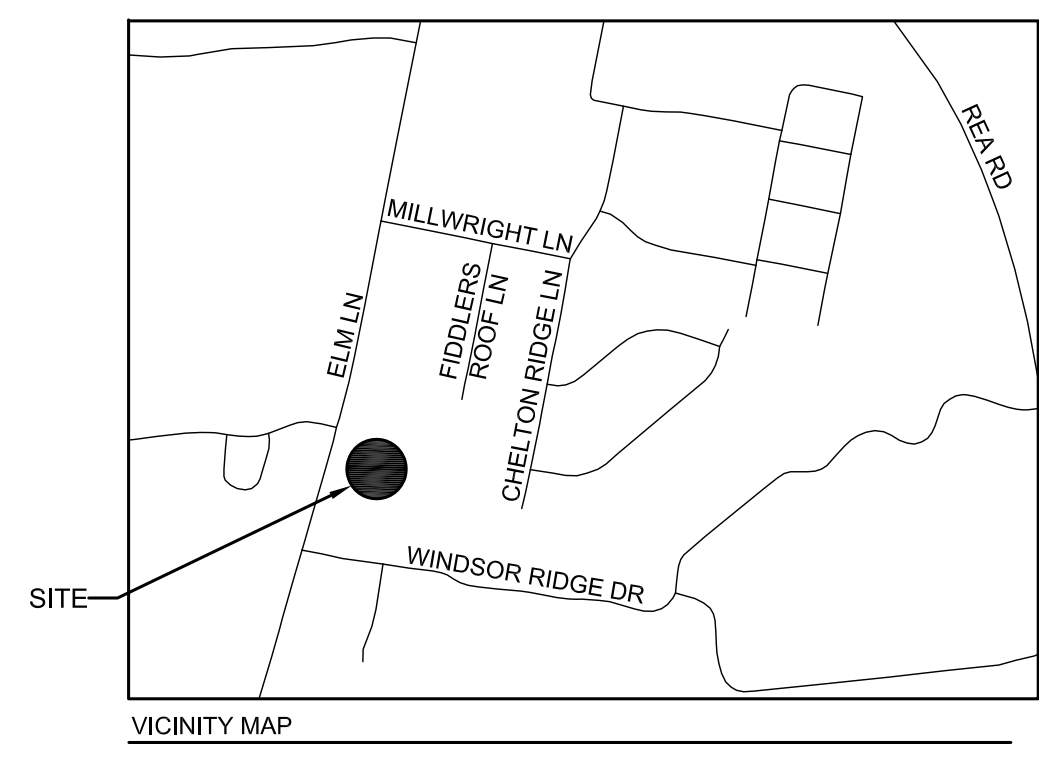 REA RD
MILLWRIGHT LN
FIDDLERS
ROOF LN
ELM LN
CHELTON RIDGE LN
WINDSOR RIDGE DR
SITE
VICINITY MAP